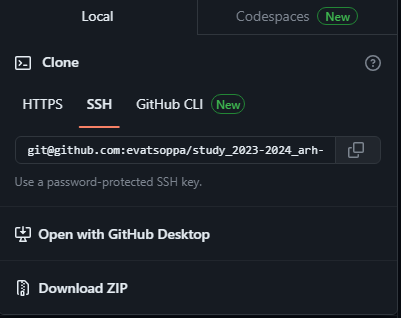 Local
Codespaces New
Clone
HTTPS SSH GitHub CLI New
git@github.com:evatsoppa/study_2023-2024_arh-
Use a password-protected SSH key.
Open with GitHub Desktop
Download ZIP